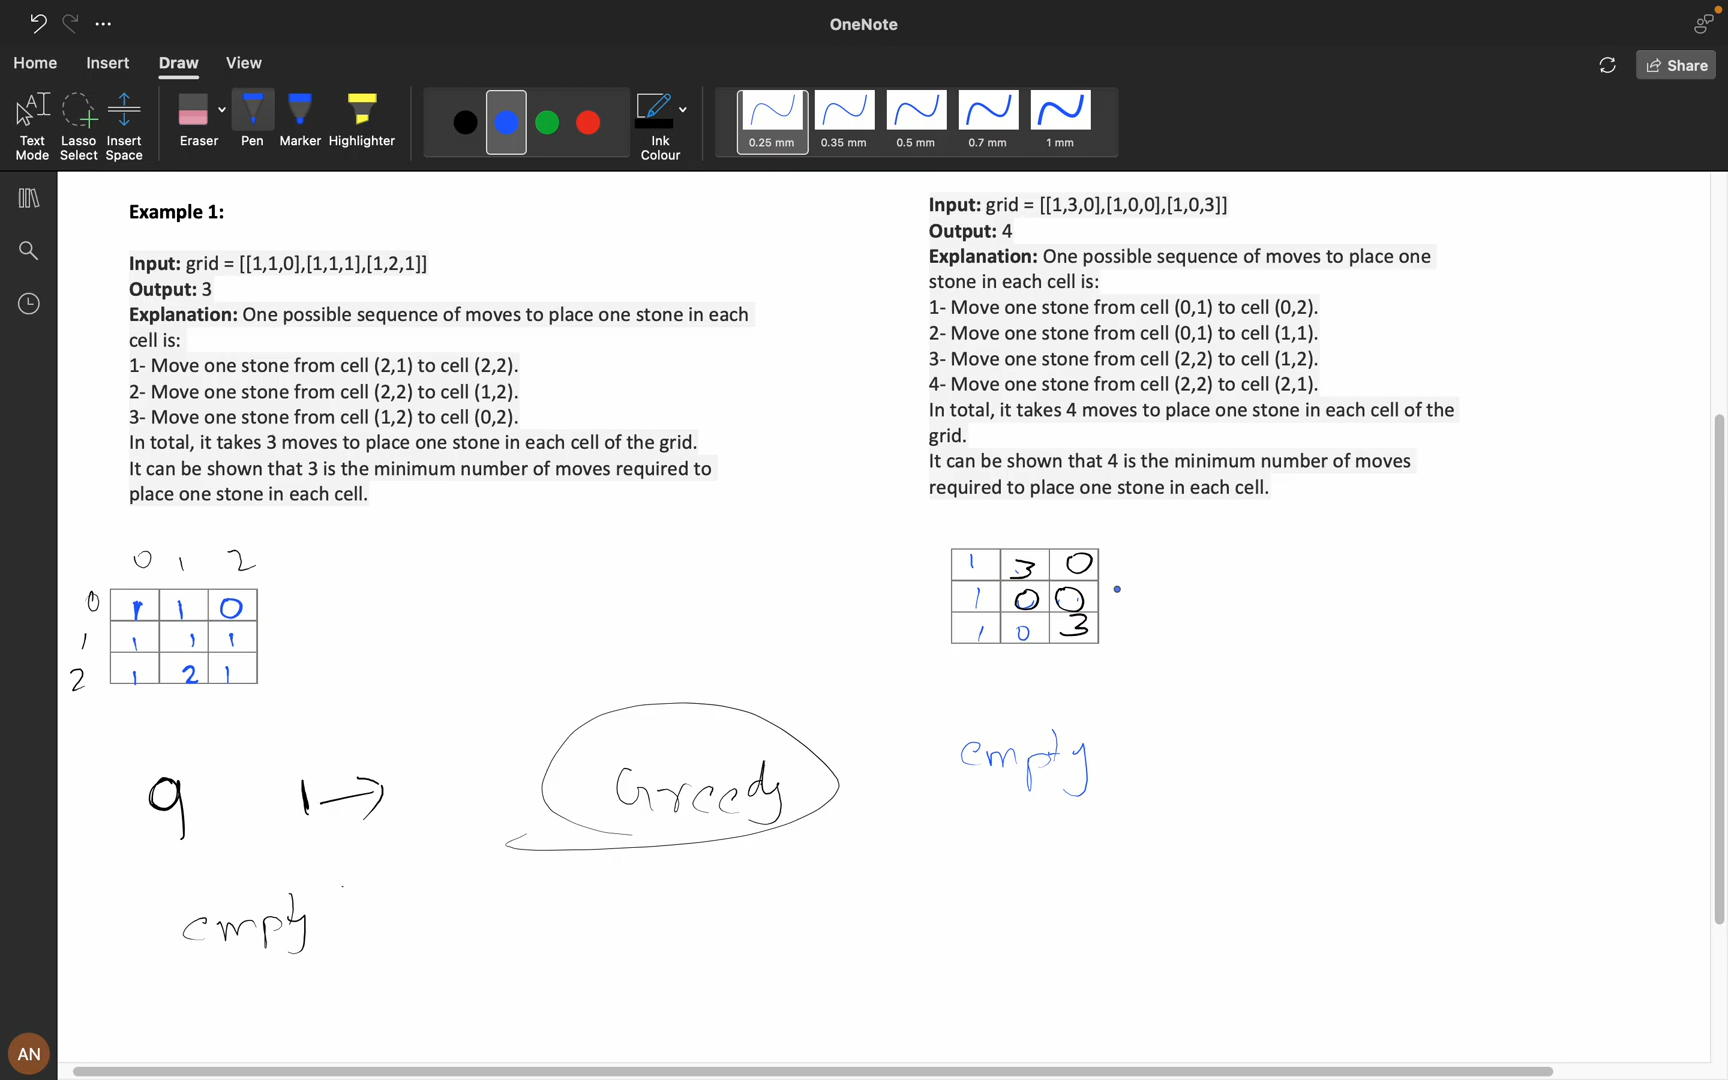 OneNote
Home Insert Draw View
Share
Text Mode
Lasso Select
Insert Space
Eraser
Pen
Marker
Highlighter
Ink Colour
0.25 mm
0.35 mm
0.5 mm
0.7 mm
1 mm
Example 1:
Input: grid = [[1,1,0],[1,1,1],[1,2,1]]
Output: 3
Explanation: One possible sequence of moves to place one stone in each
cell is:
1- Move one stone from cell (2,1) to cell (2,2).
2- Move one stone from cell (2,2) to cell (1,2).
3- Move one stone from cell (1,2) to cell (0,2).
In total, it takes 3 moves to place one stone in each cell of the grid.
It can be shown that 3 is the minimum number of moves required to
place one stone in each cell.
0 1 2
0 1 1 0
1 1 1 1
2 1 2 1
9 1→
empty
Greedy
Input: grid = [[1,3,0],[1,0,0],[1,0,3]]
Output: 4
Explanation: One possible sequence of moves to place one
stone in each cell is:
1- Move one stone from cell (0,1) to cell (0,2).
2- Move one stone from cell (0,1) to cell (1,1).
3- Move one stone from cell (2,2) to cell (1,2).
4- Move one stone from cell (2,2) to cell (2,1).
In total, it takes 4 moves to place one stone in each cell of the
grid.
It can be shown that 4 is the minimum number of moves
required to place one stone in each cell.
1 3 0
1 0 0
1 0 3
empty
AN